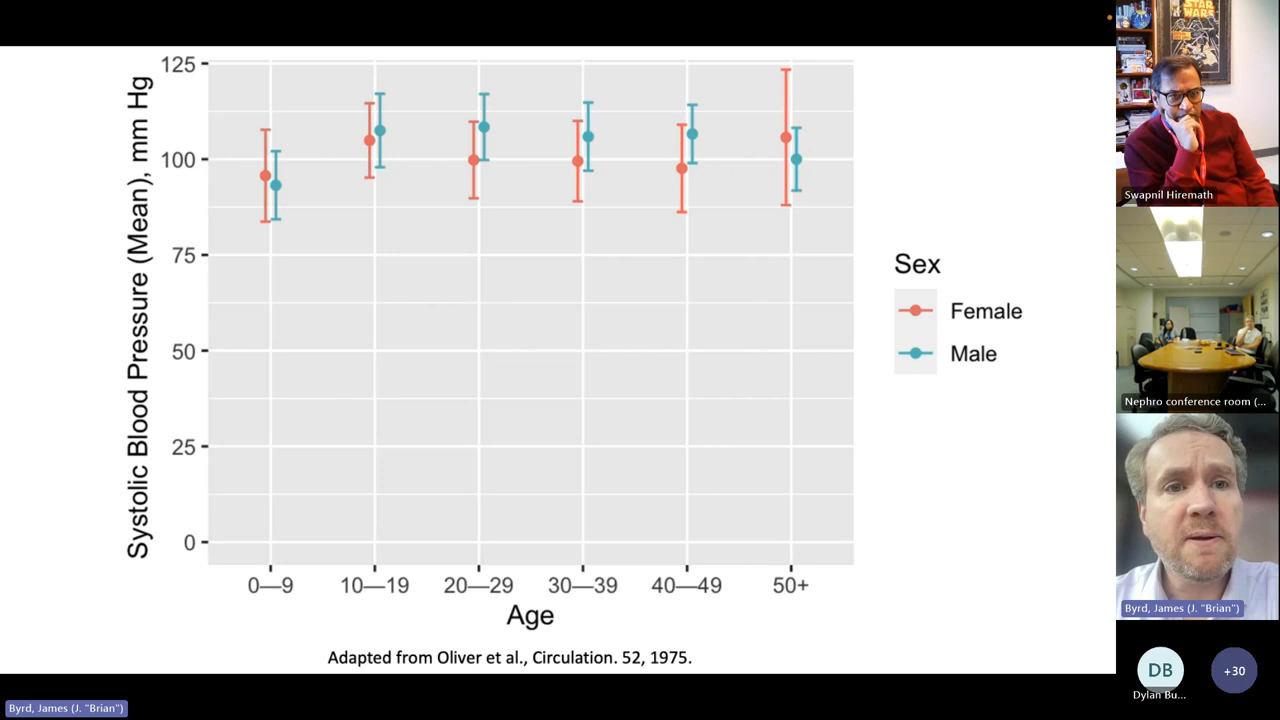 Systolic Blood Pressure (Mean), mm Hg
125
100
75
50
25
0
0—9 10—19 20—29 30—39 40—49 50+
Age
Sex
Female
Male
Adapted from Oliver et al., Circulation. 52, 1975.
Byrd, James (J. "Brian")
STAR
WARS
Swapnil Hiremath
Nephro conference room (...
Byrd, James (J. "Brian")
DB
Dylan Bu...
+30